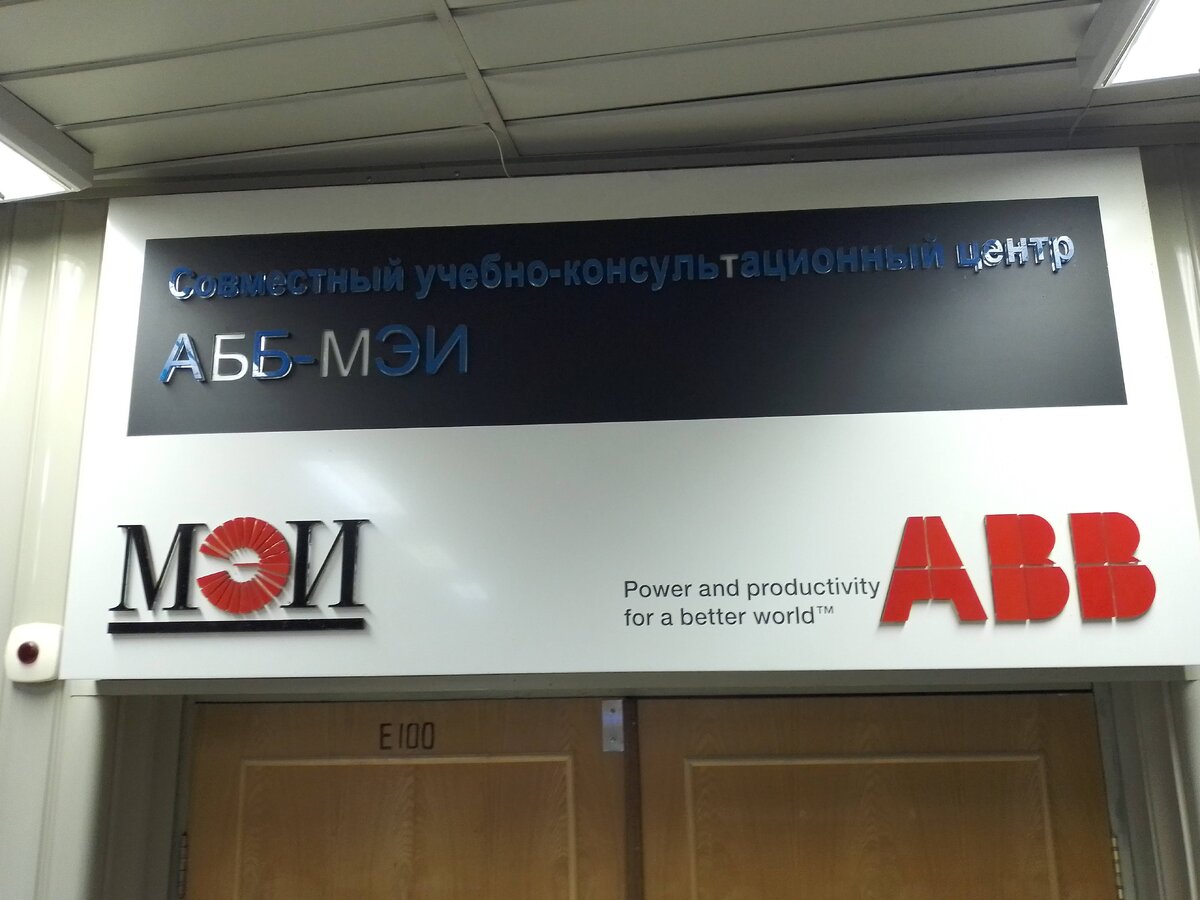 Совместный учебно-консультационный центр
АББ-МЭИ
МЭИ
Power and productivity
for a better world™
ABB
E100